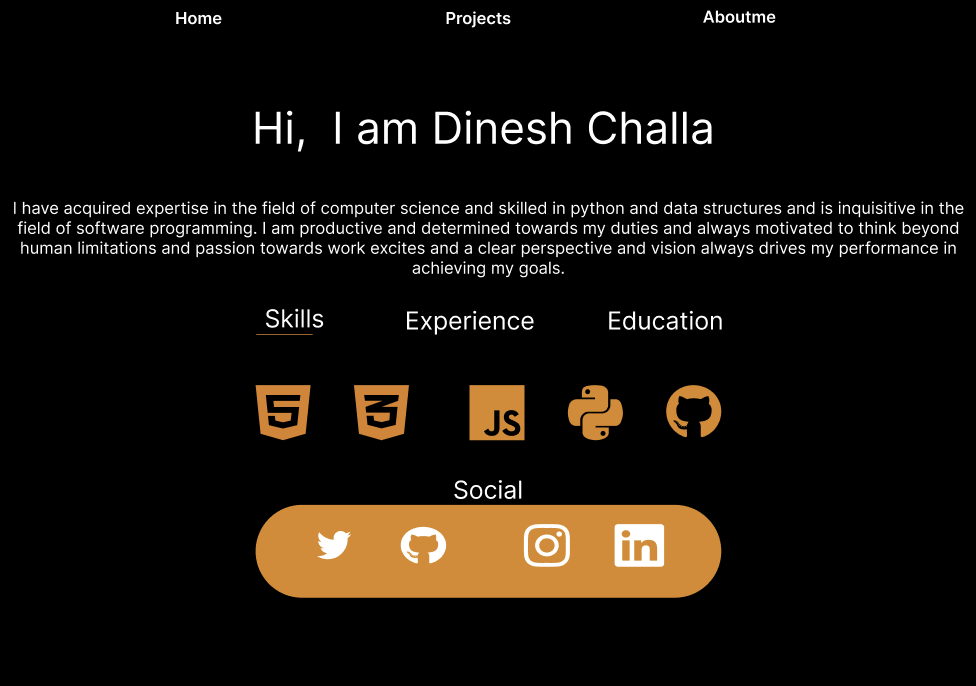 Home Projects Aboutme
Hi, I am Dinesh Challa
I have acquired expertise in the field of computer science and skilled in python and data structures and is inquisitive in the
field of software programming. I am productive and determined towards my duties and always motivated to think beyond
human limitations and passion towards work excites and a clear perspective and vision always drives my performance in
achieving my goals.
Skills Experience Education
5 3 JS
Social
in